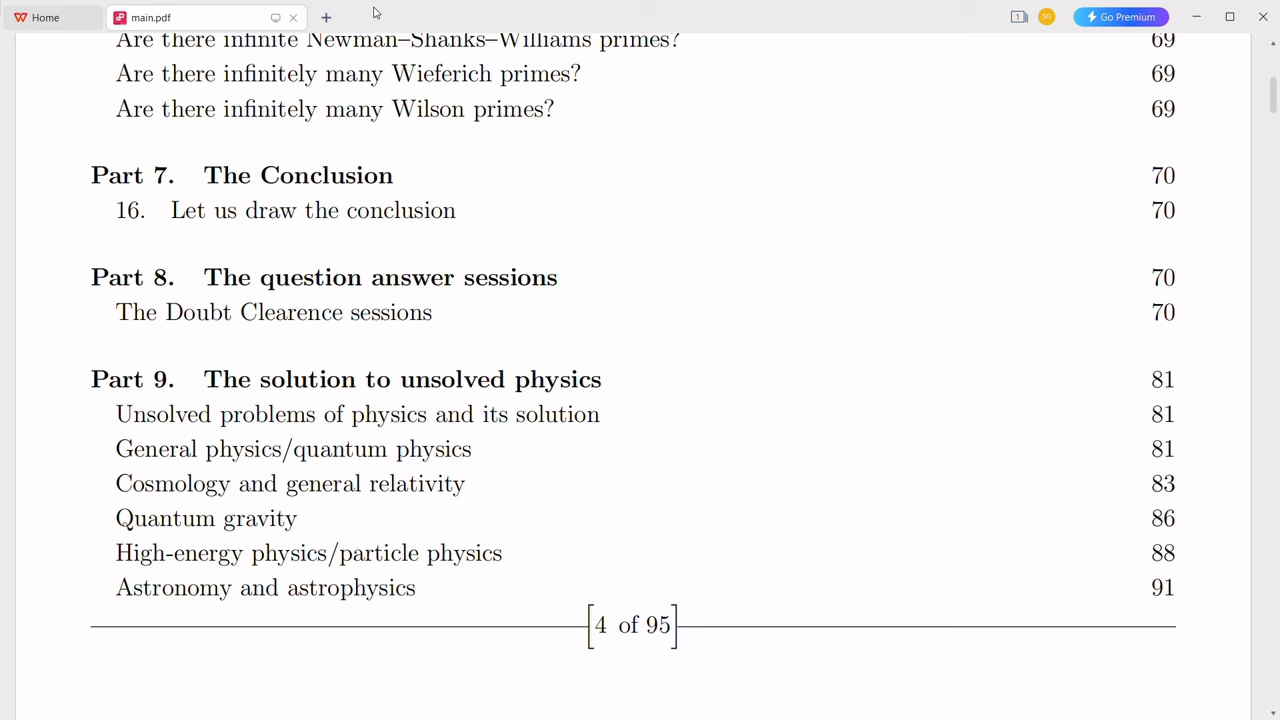 Home
main.pdf
1
SG
Go Premium
Are there infinite Newman–Shanks–Williams primes? 69
Are there infinitely many Wieferich primes? 69
Are there infinitely many Wilson primes? 69
Part 7. The Conclusion 70
16. Let us draw the conclusion 70
Part 8. The question answer sessions 70
The Doubt Clearence sessions 70
Part 9. The solution to unsolved physics 81
Unsolved problems of physics and its solution 81
General physics/quantum physics 81
Cosmology and general relativity 83
Quantum gravity 86
High-energy physics/particle physics 88
Astronomy and astrophysics 91
[4 of 95]